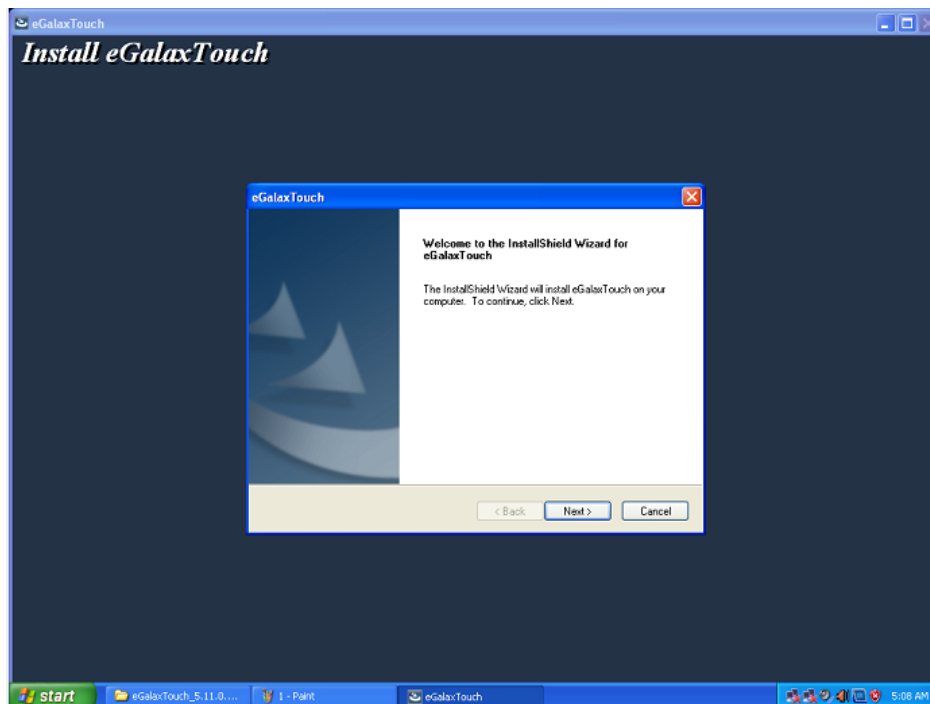 eGalaxTouch
Install eGalaxTouch
eGalaxTouch
Welcome to the InstallShield Wizard for
eGalaxTouch
The InstallShield Wizard will install eGalaxTouch on your
computer. To continue, click Next.
< Back Next > Cancel
start eGalaxTouch_5.11.0.... 1 - Paint eGalaxTouch 5:08 AM